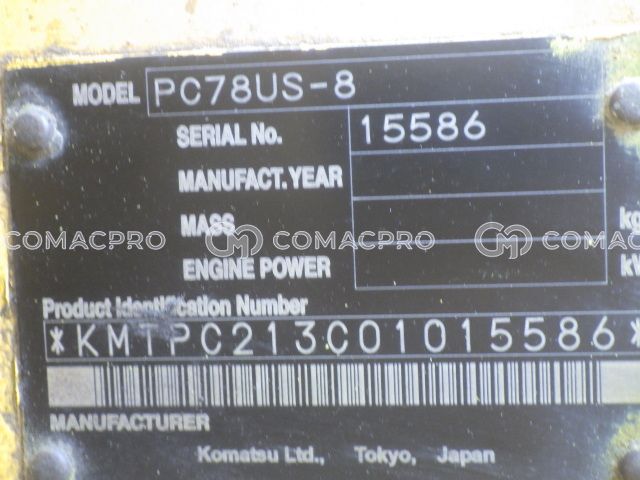 MODEL PC78US-8
SERIAL No. 15586
MANUFACT. YEAR
MASS kg
COMACPRO COMACPRO COMACPRO
ENGINE POWER
Product Identification Number
*KMTPC213C01015586*
MANUFACTURER
Komatsu Ltd., Tokyo, Japan